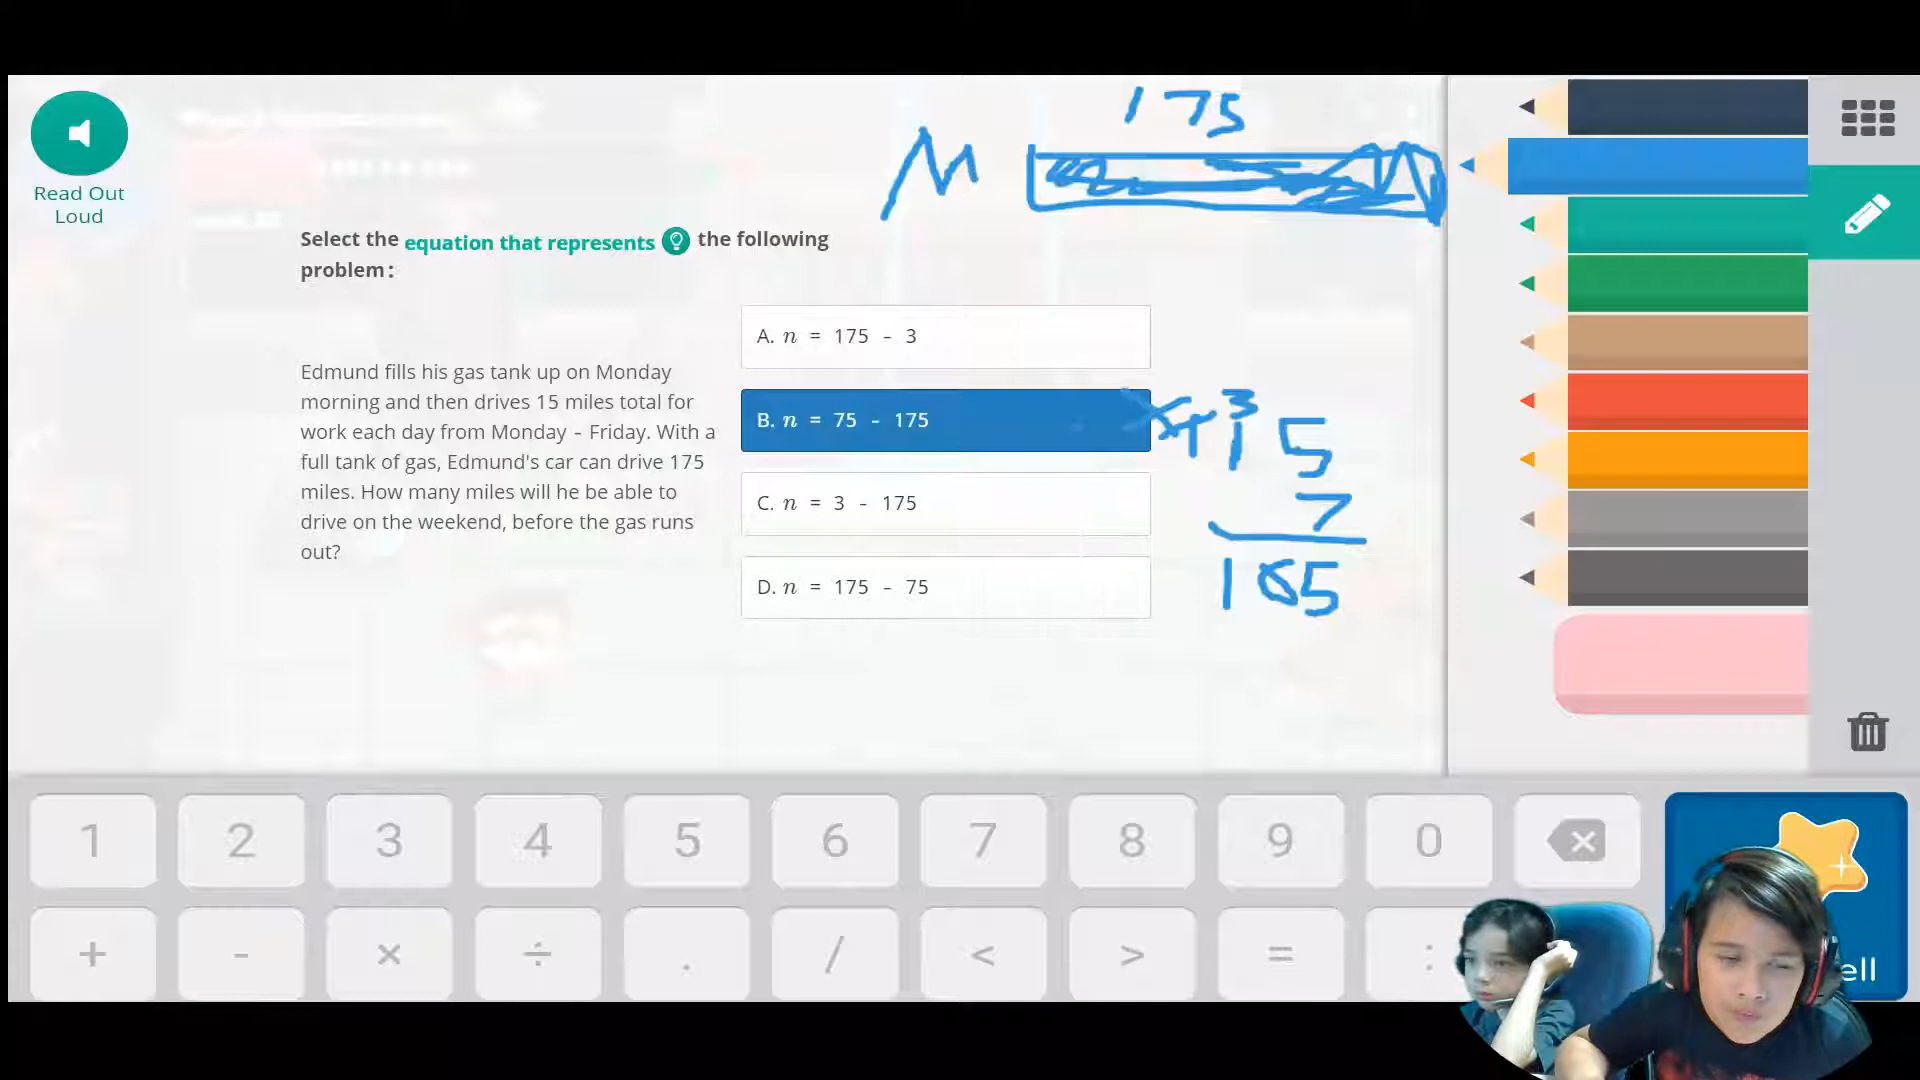 175
M
Read Out
Loud
Select the equation that represents the following
problem:
A. n = 175 - 3
Edmund fills his gas tank up on Monday
morning and then drives 15 miles total for
work each day from Monday - Friday. With a
full tank of gas, Edmund's car can drive 175
miles. How many miles will he be able to
drive on the weekend, before the gas runs
out?
B. n = 75 - 175
C. n = 3 - 175
D. n = 175 - 75
3
15
7
105
1 2 3 4 5 6 7 8 9 0
+ - × ÷ . / < > = :
ell